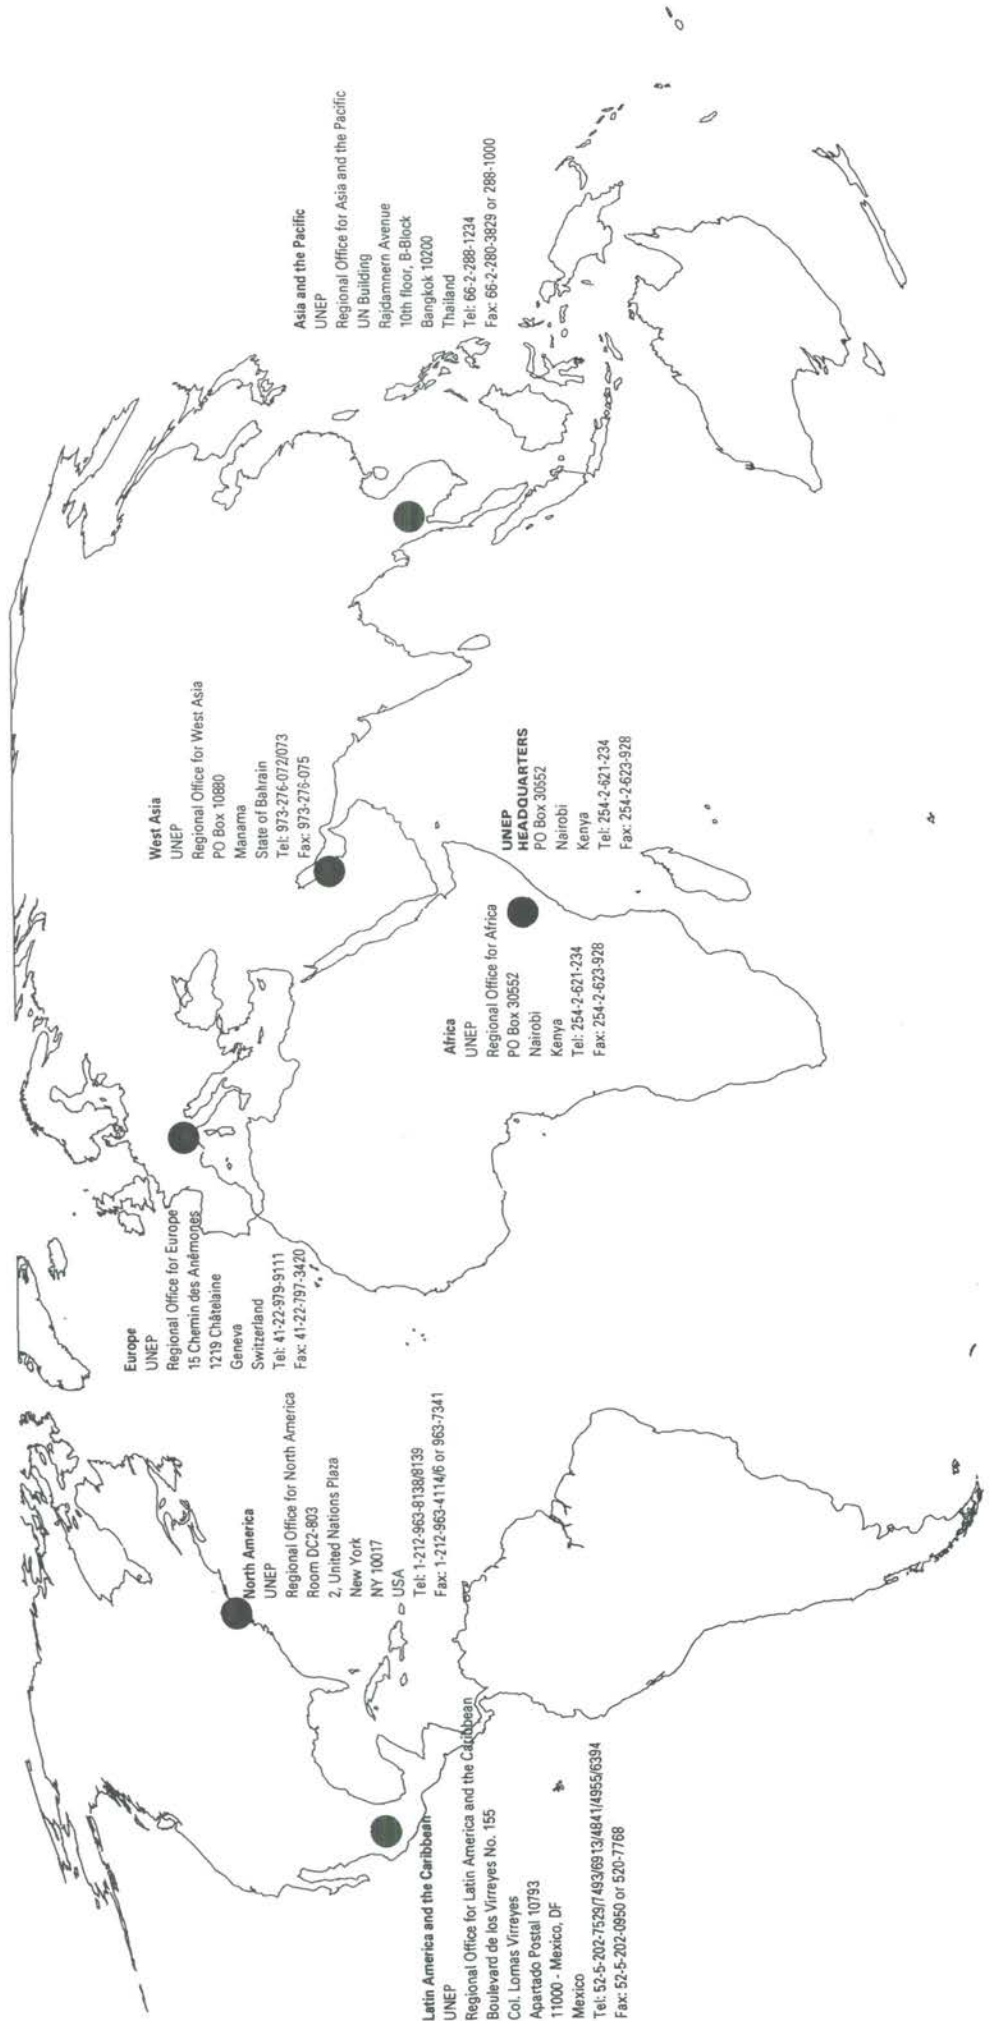 Latin America and the Caribbean
UNEP
Regional Office for Latin America and the Caribbean
Boulevard de los Virreyes No. 155
Col. Lomas Virreyes
Apartado Postal 10793
11000 - Mexico, DF
Mexico
Tel: 52-5-202-7529/7493/6913/4841/4955/6394
Fax: 52-5-202-0950 or 520-7768
North America
UNEP
Regional Office for North America
Room DC2-803
2, United Nations Plaza
New York
NY 10017
USA
Tel: 1-212-963-8138/8139
Fax: 1-212-963-4114/6 or 963-7341
Europe
UNEP
Regional Office for Europe
15 Chemin des Anémones
1219 Châtelaine
Geneva
Switzerland
Tel: 41-22-979-9111
Fax: 41-22-797-3420
Africa
UNEP
Regional Office for Africa
PO Box 30552
Nairobi
Kenya
Tel: 254-2-621-234
Fax: 254-2-623-928
West Asia
UNEP
Regional Office for West Asia
PO Box 10880
Manama
State of Bahrain
Tel: 973-276-072/073
Fax: 973-276-075
UNEP
HEADQUARTERS
PO Box 30552
Nairobi
Kenya
Tel: 254-2-621-234
Fax: 254-2-623-928
Asia and the Pacific
UNEP
Regional Office for Asia and the Pacific
UN Building
Rajdamnern Avenue
10th floor, B-Block
Bangkok 10200
Thailand
Tel: 66-2-288-1234
Fax: 66-2-280-3829 or 288-1000